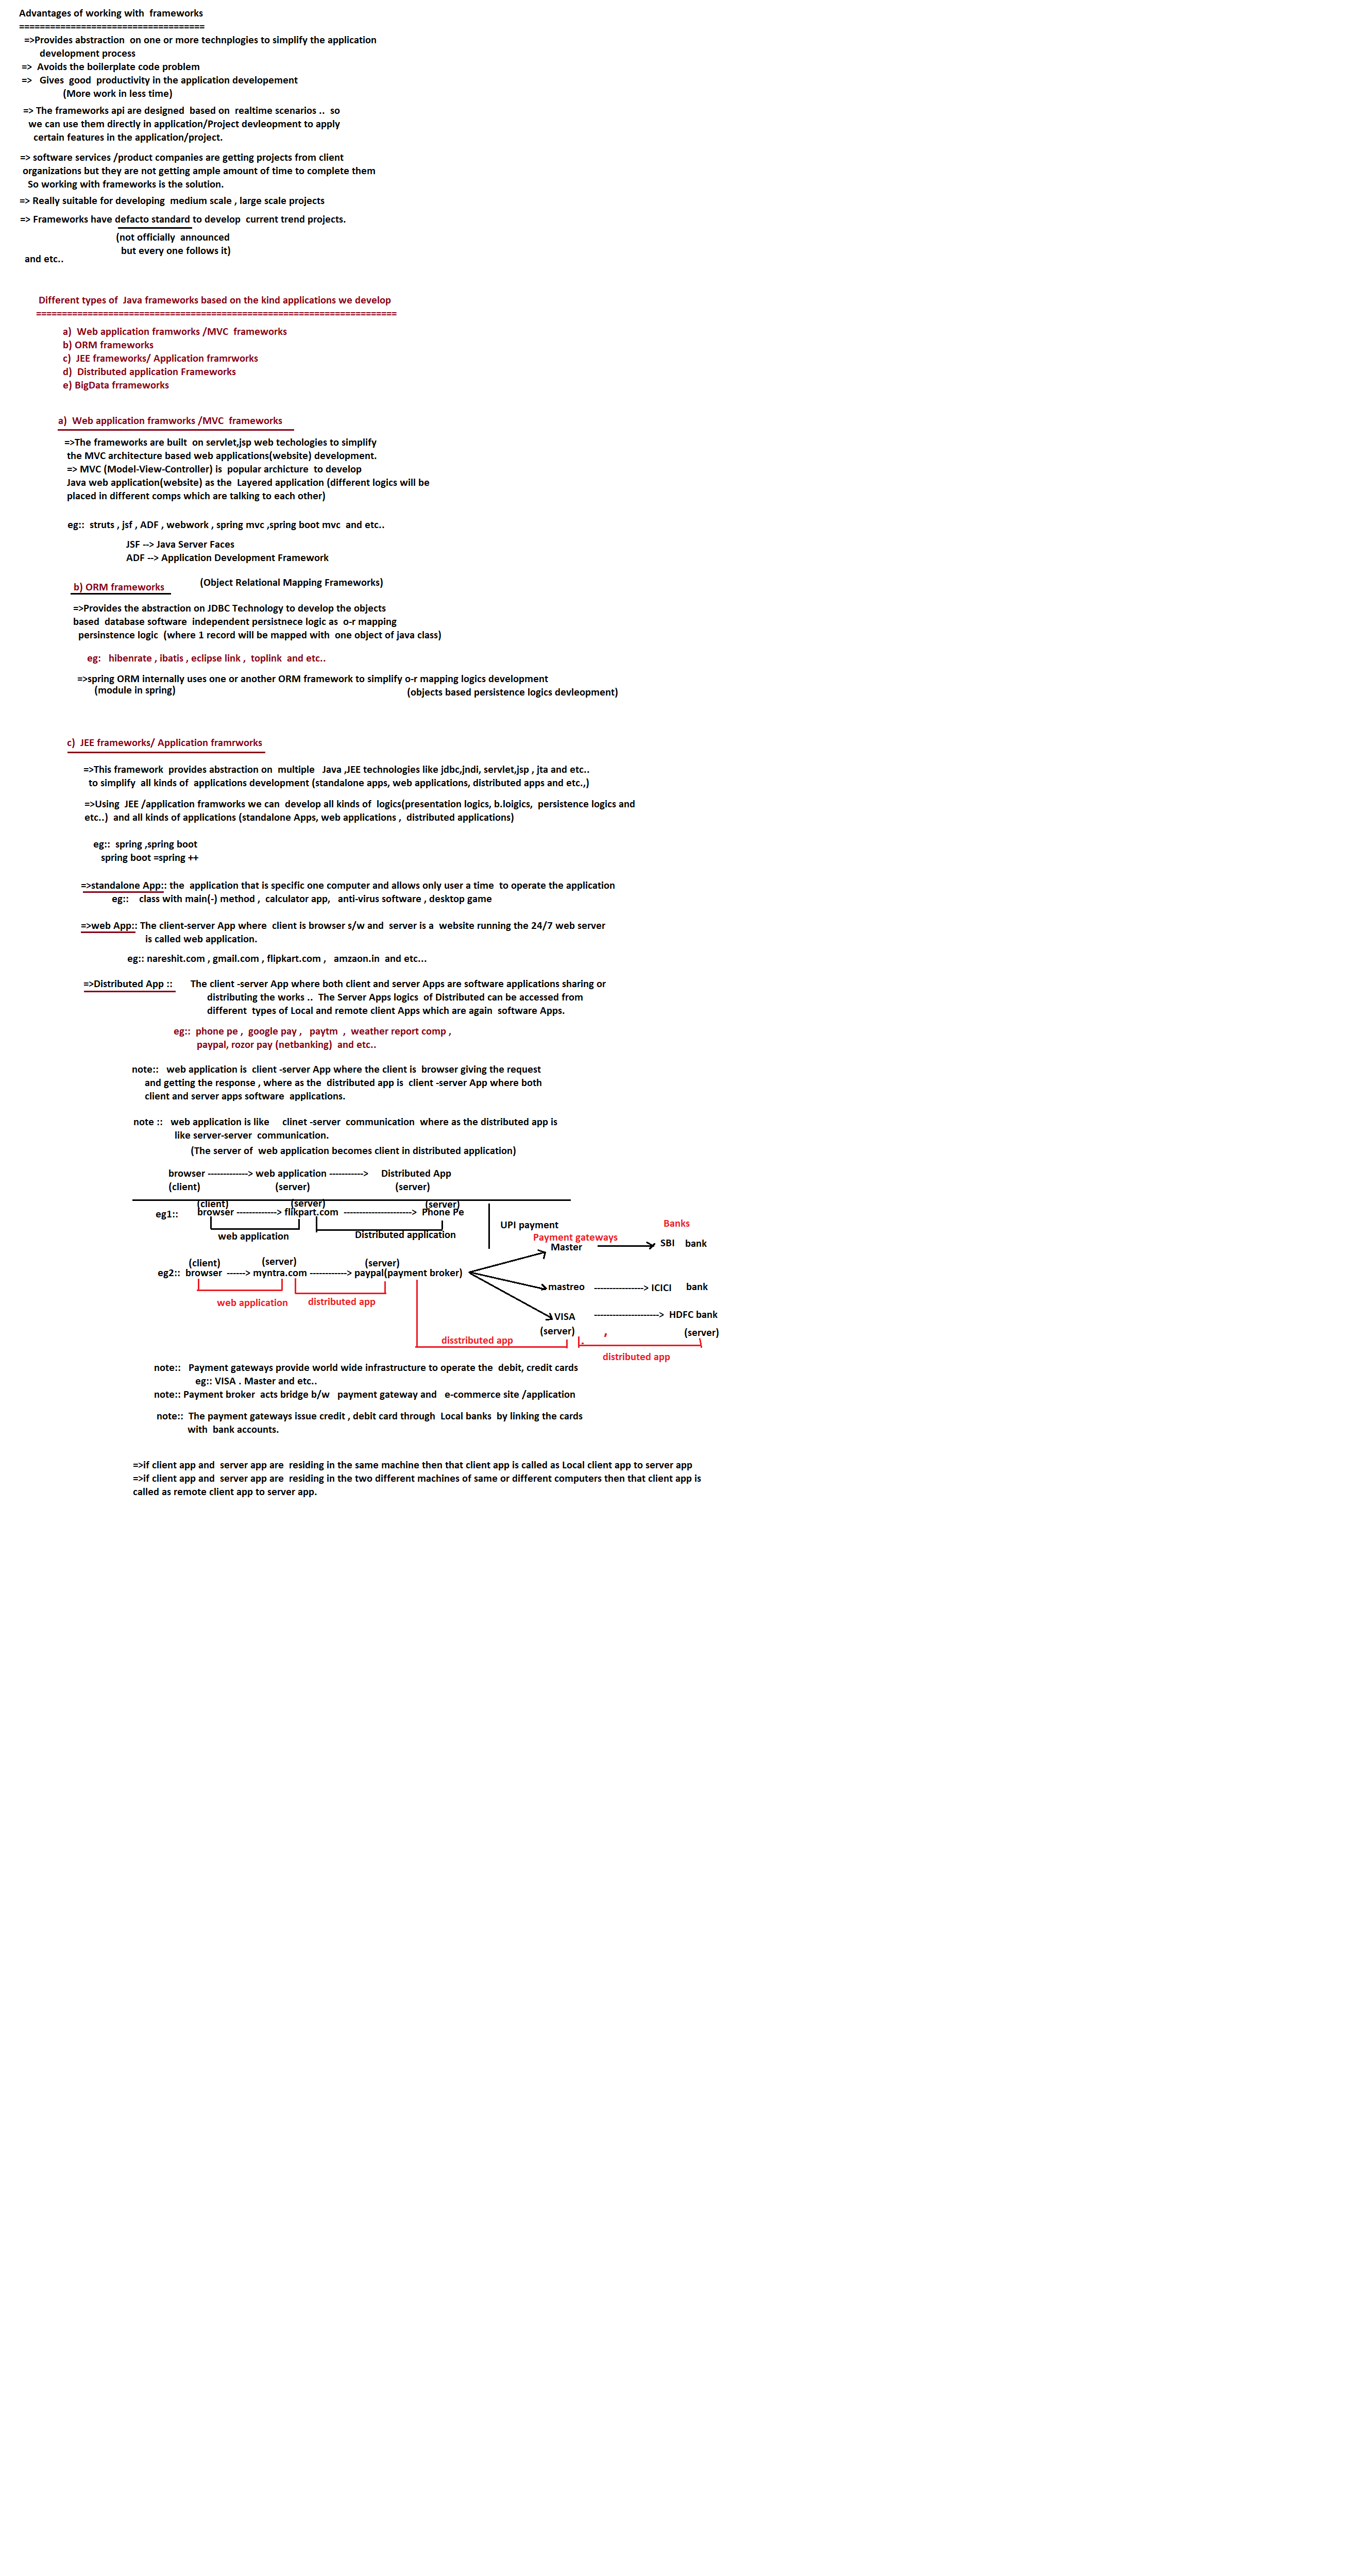 Advantages of working with  frameworks
====================================
=>Provides abstraction  on one or more technplogies to simplify the application
development process
=>  Avoids the boilerplate code problem
=>   Gives  good  productivity in the application developement
(More work in less time)
=> The frameworks api are designed  based on  realtime scenarios ..  so
we can use them directly in application/Project devleopment to apply
certain features in the application/project.
=> software services /product companies are getting projects from client
organizations but they are not getting ample amount of time to complete them
So working with frameworks is the solution.
=> Really suitable for developing  medium scale , large scale projects
=> Frameworks have defacto standard to develop  current trend projects.
(not officially  announced
but every one follows it)
and etc..
Different types of  Java frameworks based on the kind applications we develop
======================================================================
a)  Web application framworks /MVC  frameworks
b) ORM frameworks
c)  JEE frameworks/ Application framrworks
d)  Distributed application Frameworks
e) BigData frrameworks
a)  Web application framworks /MVC  frameworks
=>The frameworks are built  on servlet,jsp web techologies to simplify
the MVC architecture based web applications(website) development.
=> MVC (Model-View-Controller) is  popular archicture  to develop
Java web application(website) as the  Layered application (different logics will be
placed in different comps which are talking to each other)
eg::  struts , jsf , ADF , webwork , spring mvc ,spring boot mvc  and etc..
JSF --> Java Server Faces
ADF --> Application Development Framework
b) ORM frameworks (Object Relational Mapping Frameworks)
=>Provides the abstraction on JDBC Technology to develop the objects
based  database software  independent persistnece logic as  o-r mapping
persinstence logic  (where 1 record will be mapped with  one object of java class)
eg:   hibenrate , ibatis , eclipse link ,  toplink  and etc..
=>spring ORM internally uses one or another ORM framework to simplify o-r mapping logics development
(module in spring) (objects based persistence logics devleopment)
c)  JEE frameworks/ Application framrworks
=>This framework  provides abstraction on  multiple   Java ,JEE technologies like jdbc,jndi, servlet,jsp , jta and etc..
to simplify  all kinds of  applications development (standalone apps, web applications, distributed apps and etc.,)
=>Using  JEE /application framworks we can  develop all kinds of  logics(presentation logics, b.loigics,  persistence logics and
etc..)  and all kinds of applications (standalone Apps, web applications ,  distributed applications)
eg::  spring ,spring boot
spring boot =spring ++
=>standalone App:: the  application that is specific one computer and allows only user a time  to operate the application
eg::    class with main(-) method ,  calculator app,   anti-virus software , desktop game
=>web App:: The client-server App where  client is browser s/w and  server is a  website running the 24/7 web server
is called web application.
eg:: nareshit.com , gmail.com , flipkart.com ,   amzaon.in  and etc...
=>Distributed App ::       The client -server App where both client and server Apps are software applications sharing or
distributing the works ..  The Server Apps logics  of Distributed can be accessed from
different  types of Local and remote client Apps which are again  software Apps.
eg::  phone pe ,  google pay ,   paytm  ,  weather report comp ,
paypal, rozor pay (netbanking)  and etc..
note::   web application is  client -server App where the client is  browser giving the request
and getting the response , where as the  distributed app is  client -server App where both
client and server apps software  applications.
note ::   web application is like     clinet -server  communication  where as the distributed app is
like server-server  communication.
(The server of  web application becomes client in distributed application)
browser -------------> web application ----------->     Distributed App
(client) (server) (server)
(client) (server) (server)
eg1:: browser -------------> flikpart.com  ---------------------->  Phone Pe
web application Distributed application
UPI payment
Banks
Payment gateways
Master SBI    bank
(client) (server) (server)
eg2::  browser  ------> myntra.com ------------> paypal(payment broker)
mastreo ----------------> ICICI bank
web application distributed app
VISA --------------------->  HDFC bank
(server) (server)
disstributed app
distributed app
note::   Payment gateways provide world wide infrastructure to operate the  debit, credit cards
eg:: VISA . Master and etc..
note:: Payment broker  acts bridge b/w   payment gateway and   e-commerce site /application
note::  The payment gateways issue credit , debit card through  Local banks  by linking the cards
with  bank accounts.
=>if client app and  server app are  residing in the same machine then that client app is called as Local client app to server app
=>if client app and  server app are  residing in the two different machines of same or different computers then that client app is
called as remote client app to server app.